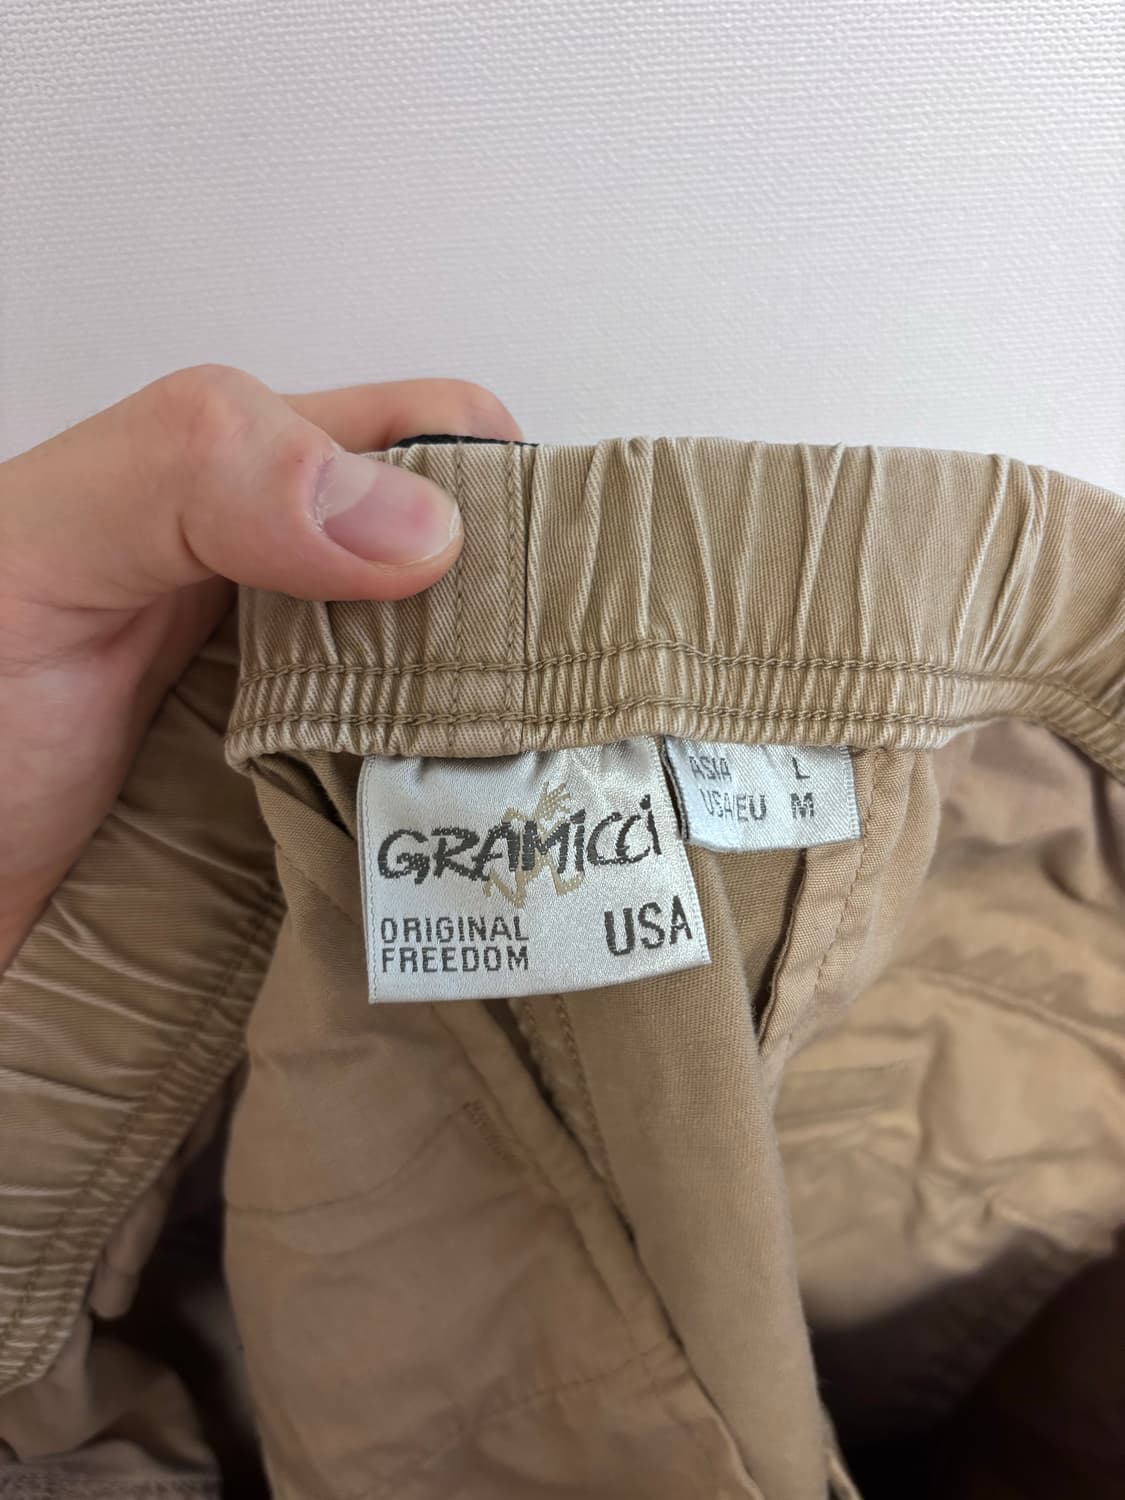 GRAMiCCi
ORIGINAL
FREEDOM
USA
ASIA L
USA/EU M